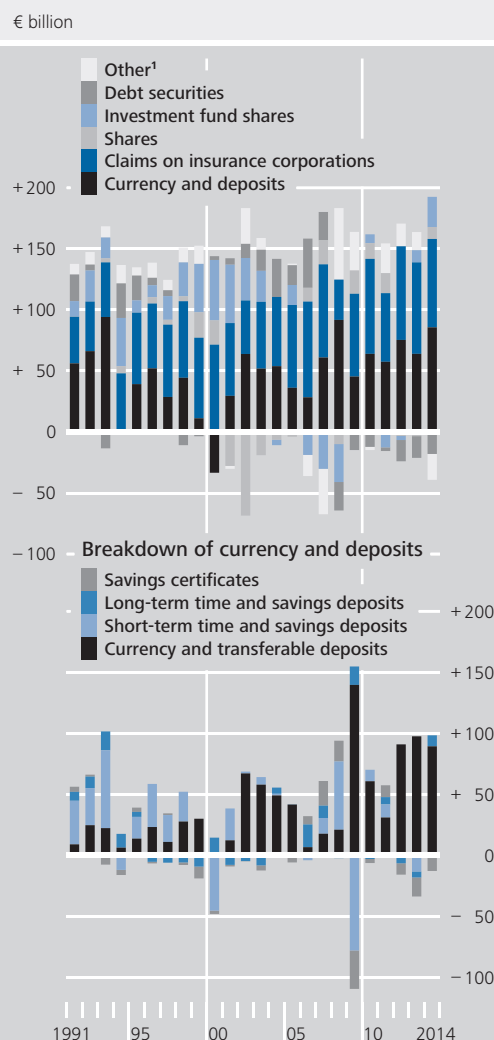 € billion
Other¹
Debt securities
Investment fund shares
Shares
Claims on insurance corporations
Currency and deposits
+ 200
+ 150
+ 100
+ 50
0
− 50
− 100
Breakdown of currency and deposits
Savings certificates
Long-term time and savings deposits
Short-term time and savings deposits
Currency and transferable deposits
+ 200
+ 150
+ 100
+ 50
0
− 50
− 100
1991 95 00 05 10 2014